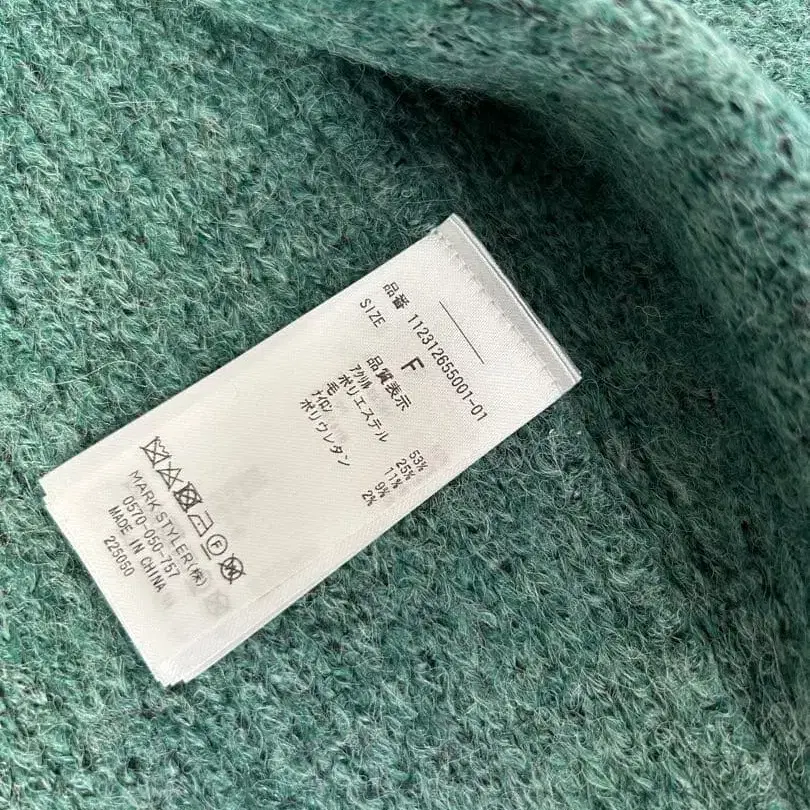 品番 112312655001-01
SIZE
F
品質表示
アクリル 53%
ポリエステル 25%
毛 11%
ナイロン 9%
ポリウレタン 2%
MARK STYLER(株)
0570-050-757
MADE IN CHINA
225050